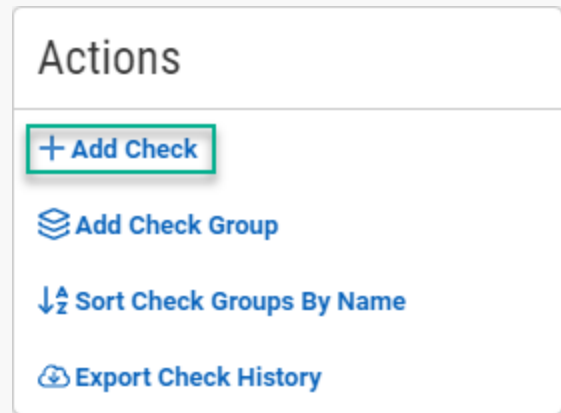 Actions
Add Check
Add Check Group
Sort Check Groups By Name
Export Check History